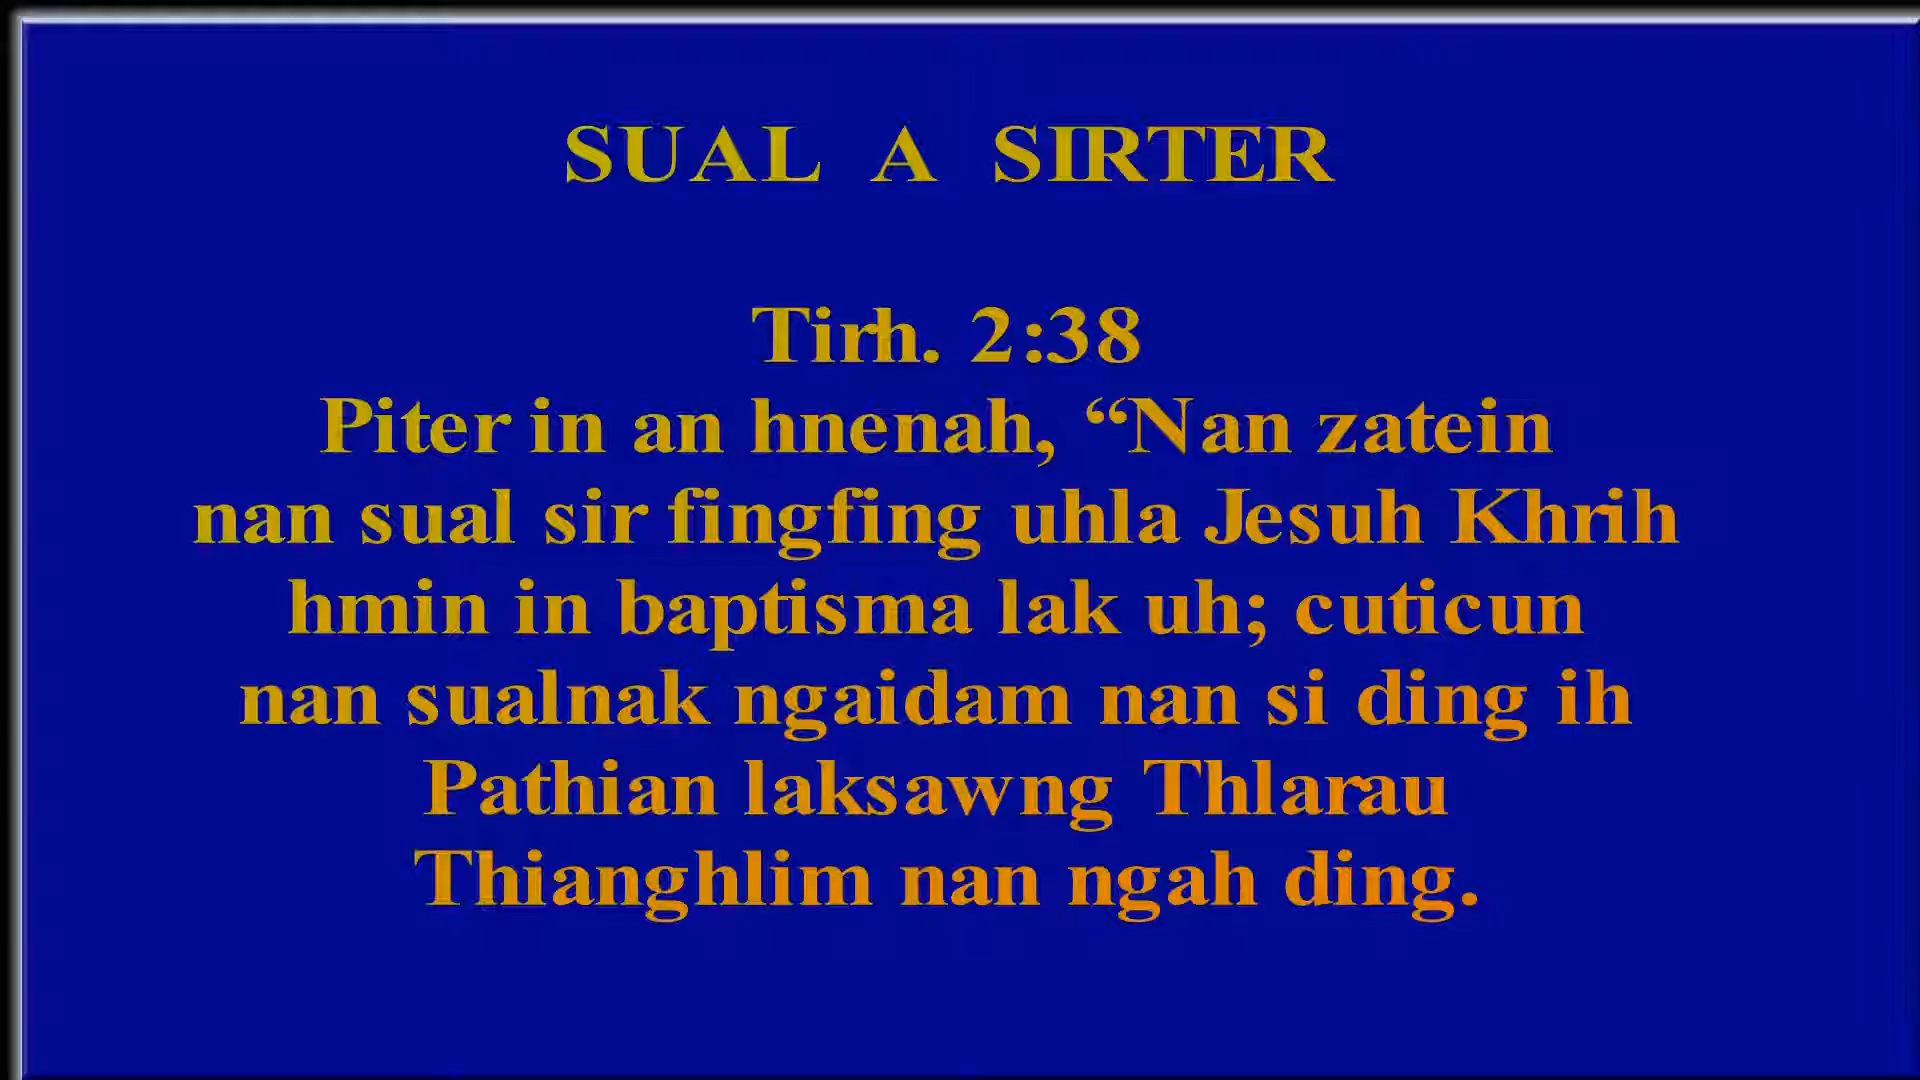 SUAL A SIRTER
Tirh. 2:38
Piter in an hnenah, “Nan zatein
nan sual sir fingfing uhla Jesuh Khrih
hmin in baptisma lak uh; cuticun
nan sualnak ngaidam nan si ding ih
Pathian laksawng Thlarau
Thianghlim nan ngah ding.